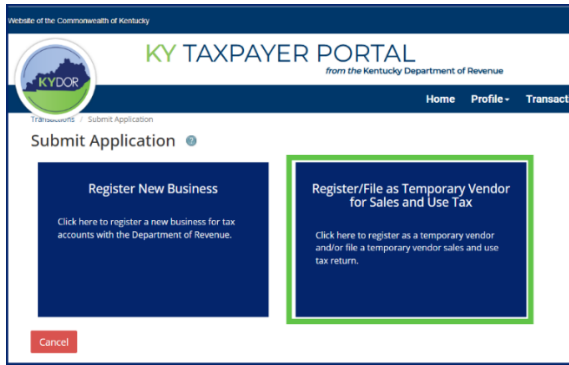 Website of the Commonwealth of Kentucky
KYDOR
KY TAXPAYER PORTAL
from the Kentucky Department of Revenue
Home Profile Transact
Transactions / Submit Application
Submit Application ?
Register New Business
Click here to register a new business for tax
accounts with the Department of Revenue.
Register/File as Temporary Vendor
for Sales and Use Tax
Click here to register as a temporary vendor
and/or file a temporary vendor sales and use
tax return.
Cancel